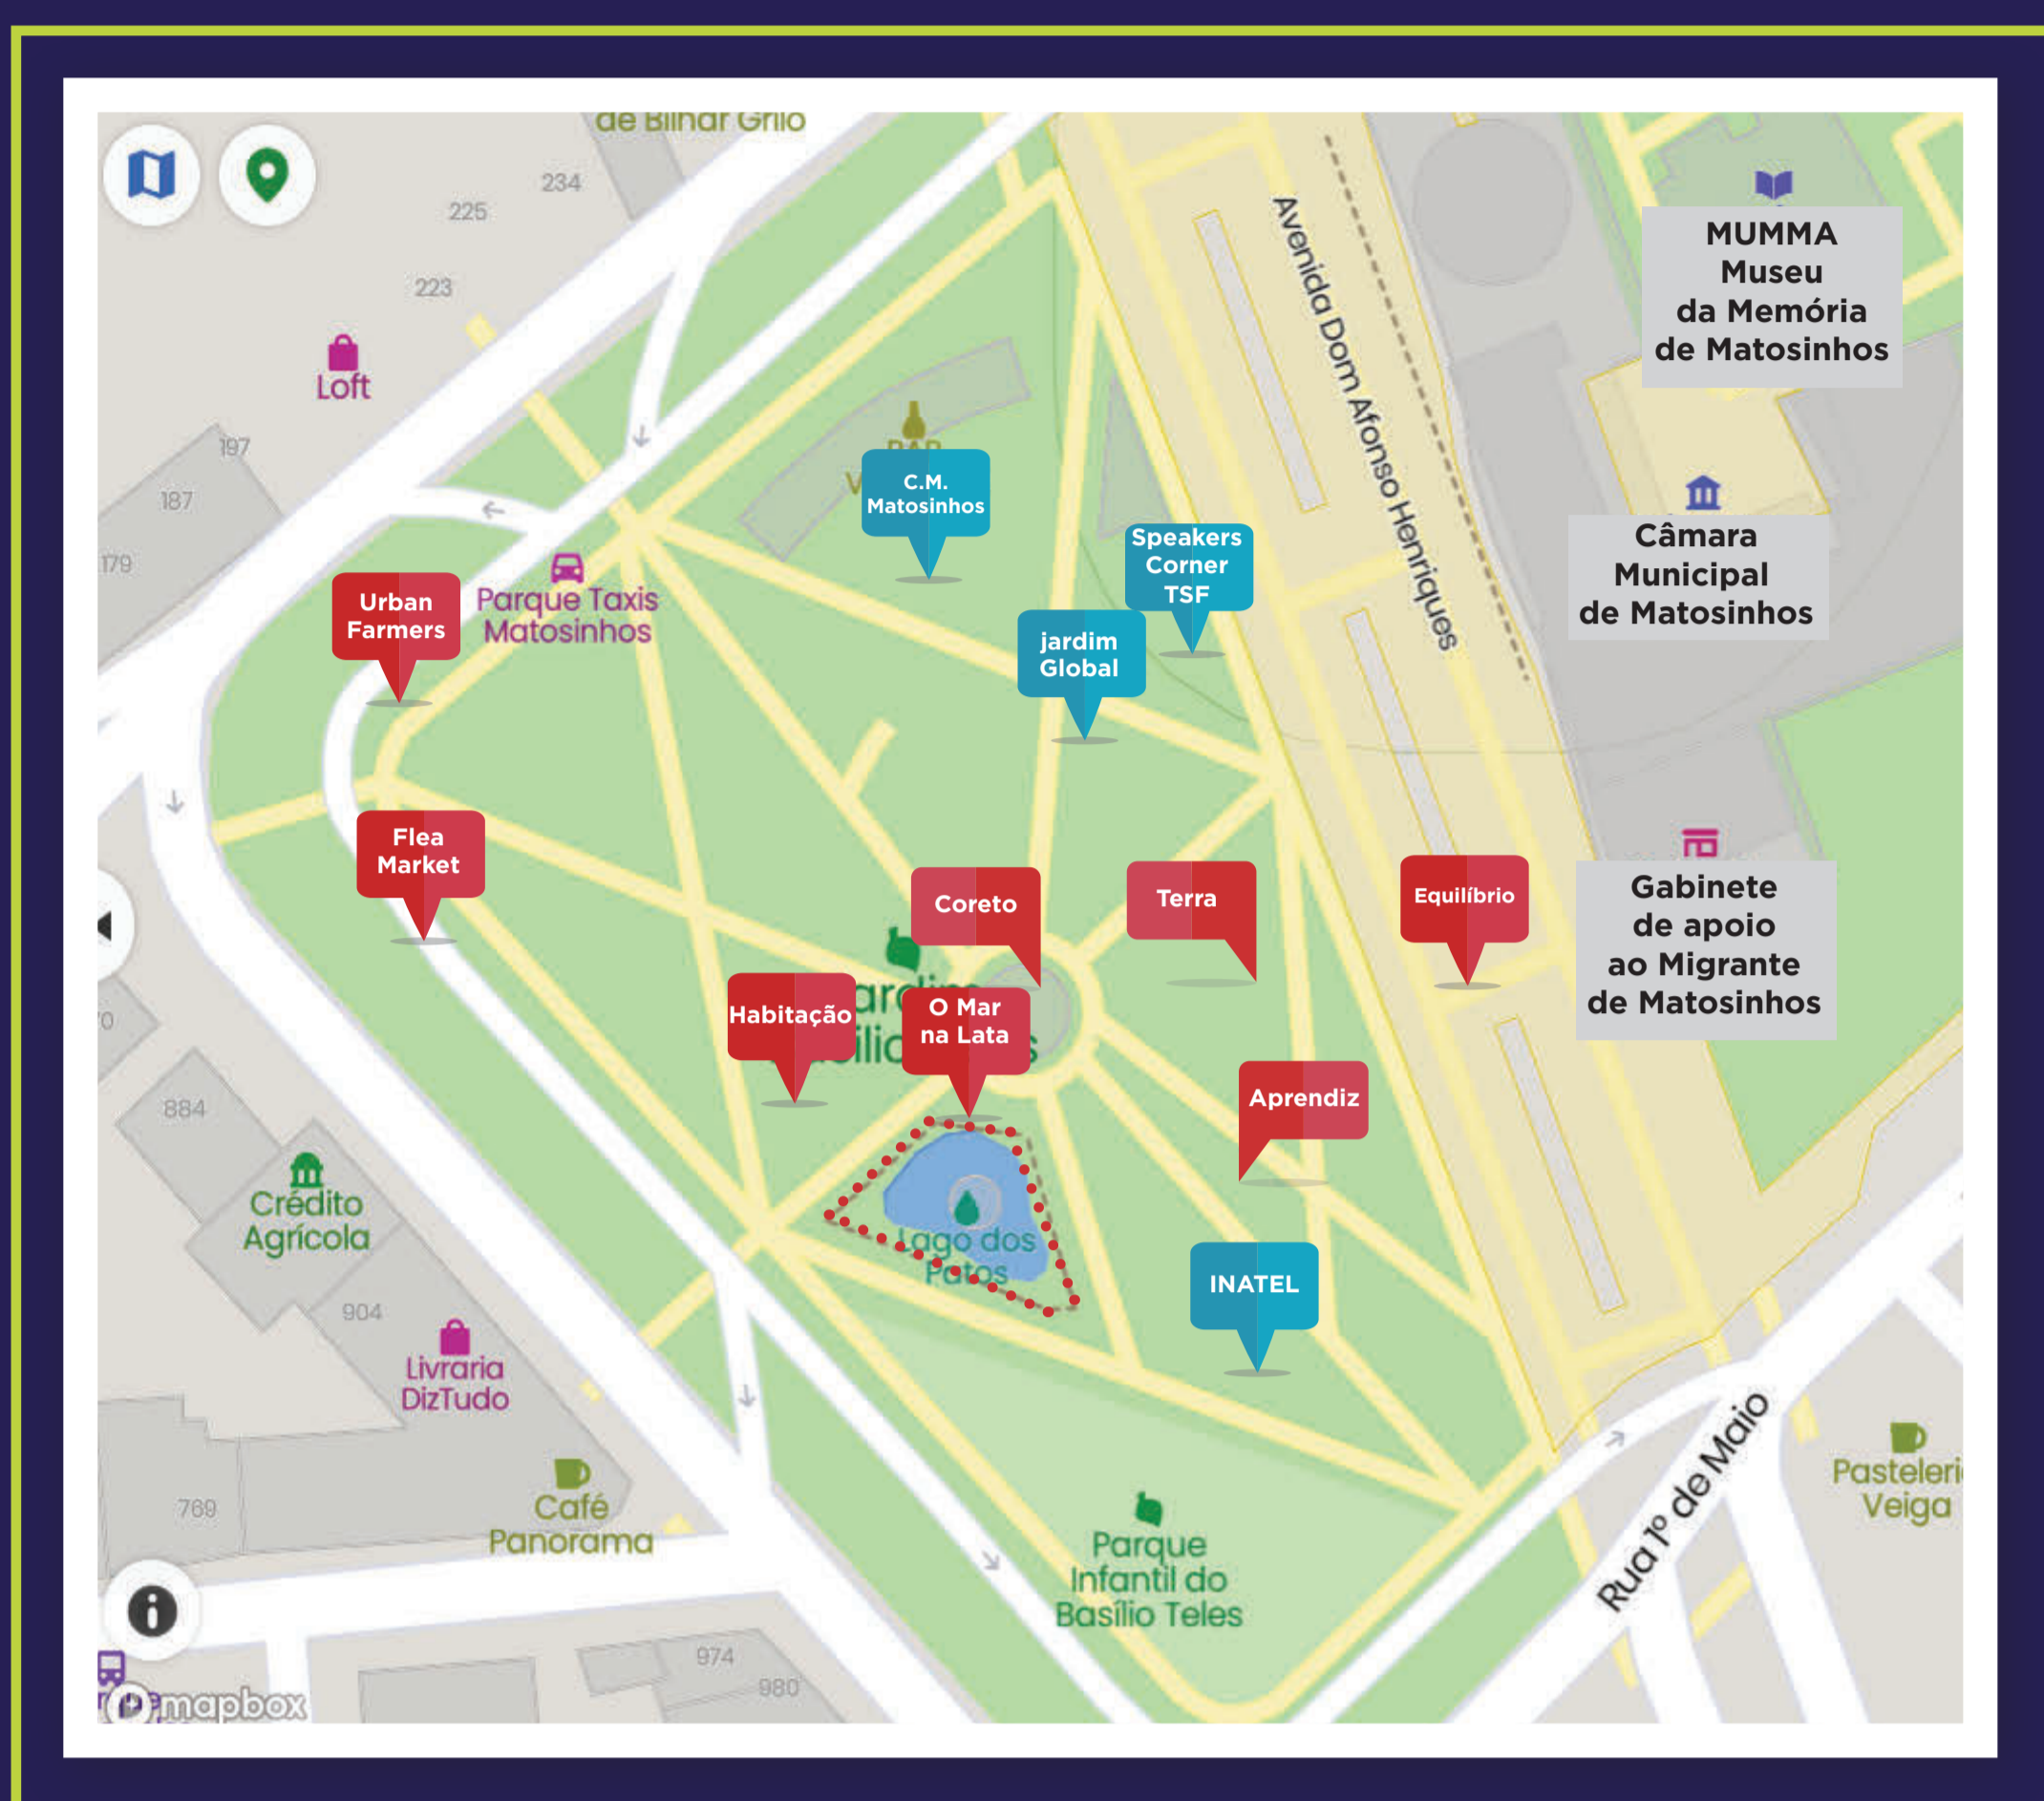 de Bilhar Grilo
234
225
223
Loft
197
187
179
Avenida Dom Afonso Henriques
MUMMA
Museu
da Memória
de Matosinhos
C.M.
Matosinhos
Speakers
Corner
TSF
Câmara
Municipal
de Matosinhos
Parque Taxis
Matosinhos
Urban
Farmers
jardim
Global
Flea
Market
Coreto
Terra
Equilíbrio
Gabinete
de apoio
ao Migrante
de Matosinhos
Habitação
O Mar
na Lata
Aprendiz
884
Crédito
Agrícola
Lago dos
Patos
INATEL
904
Livraria
DizTudo
769
Café
Panorama
Parque
Infantil do
Basílio Teles
Rua 1º de Maio
Pasteleri
Veiga
974
980
mapbox